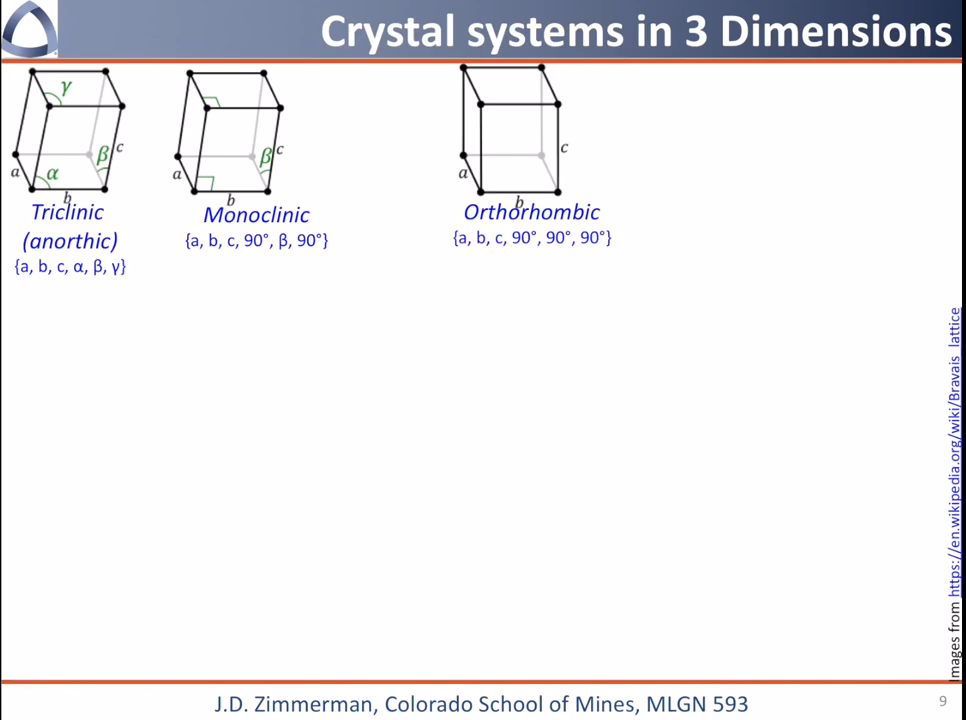 Crystal systems in 3 Dimensions
γ
β
c
a
α
b
Triclinic
(anorthic)
{a, b, c, α, β, γ}
β
c
a
b
Monoclinic
{a, b, c, 90°, β, 90°}
c
a
b
Orthorhombic
{a, b, c, 90°, 90°, 90°}
Images from https://en.wikipedia.org/wiki/Bravais_lattice
J.D. Zimmerman, Colorado School of Mines, MLGN 593
9